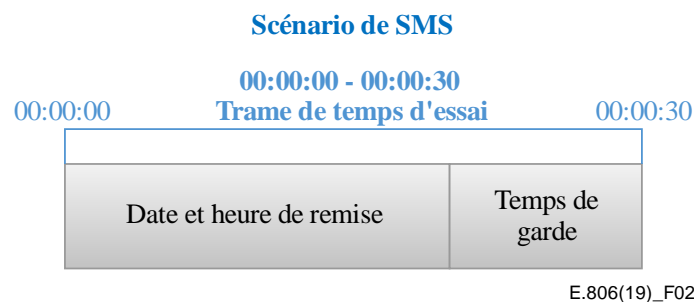 Scénario de SMS
00:00:00 - 00:00:30
00:00:00 Trame de temps d'essai 00:00:30
Date et heure de remise
Temps de
garde
E.806(19)_F02